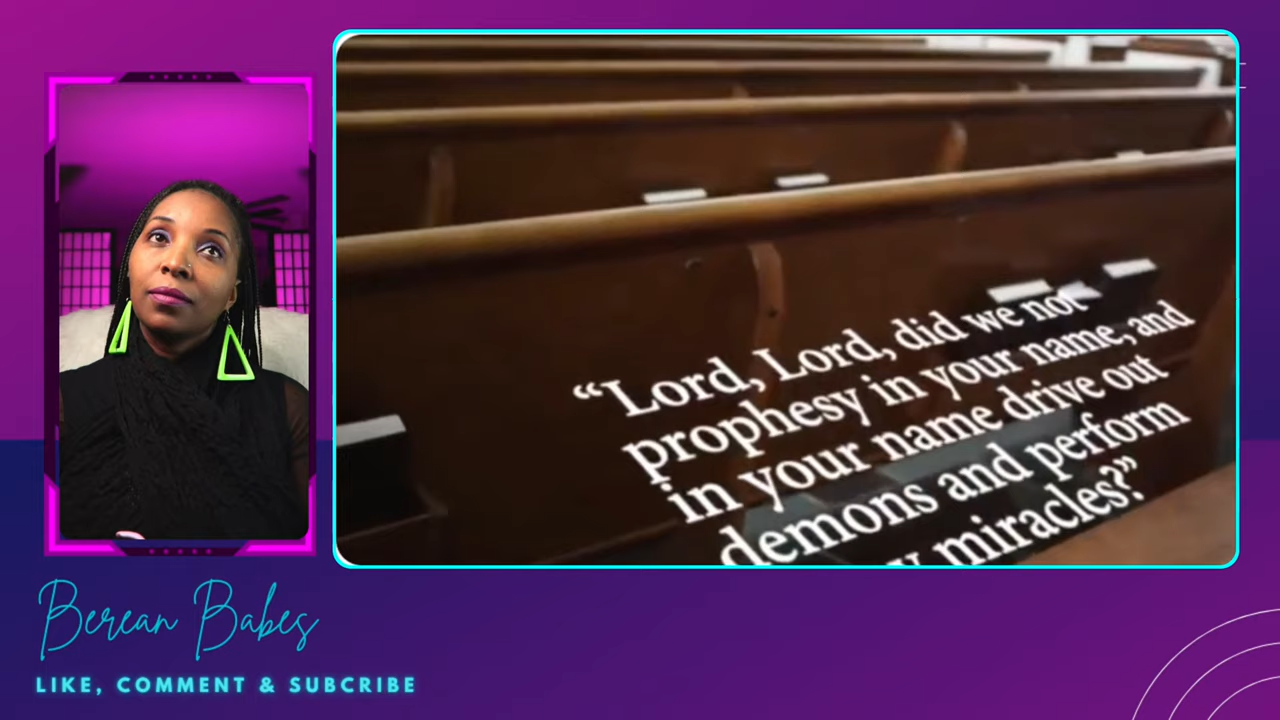 “Lord, Lord, did we not
prophesy in your name, and
in your name drive out
demons and perform
miracles?”
Berean Babes
LIKE, COMMENT & SUBCRIBE